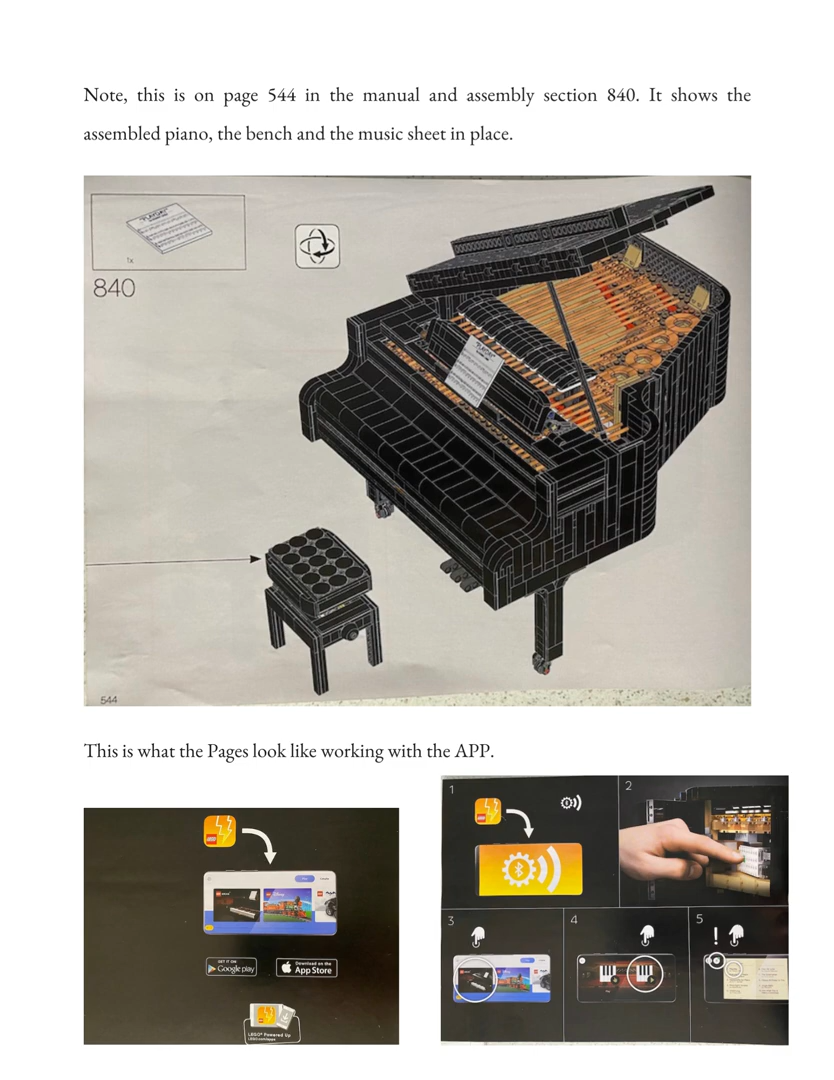 Note, this is on page 544 in the manual and assembly section 840. It shows the
assembled piano, the bench and the music sheet in place.
"PLAYDAY"
1x
840
"PLAYDAY"
544
This is what the Pages look like working with the APP.
LEGO
GET IT ON
Google play
Download on the
App Store
LEGO® Powered Up
1
2
3
4
5
!